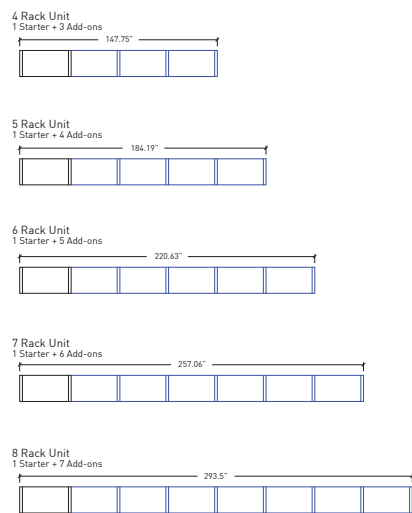 4 Rack Unit
1 Starter + 3 Add-ons
147.75"
5 Rack Unit
1 Starter + 4 Add-ons
184.19"
6 Rack Unit
1 Starter + 5 Add-ons
220.63"
7 Rack Unit
1 Starter + 6 Add-ons
257.06"
8 Rack Unit
1 Starter + 7 Add-ons
293.5"